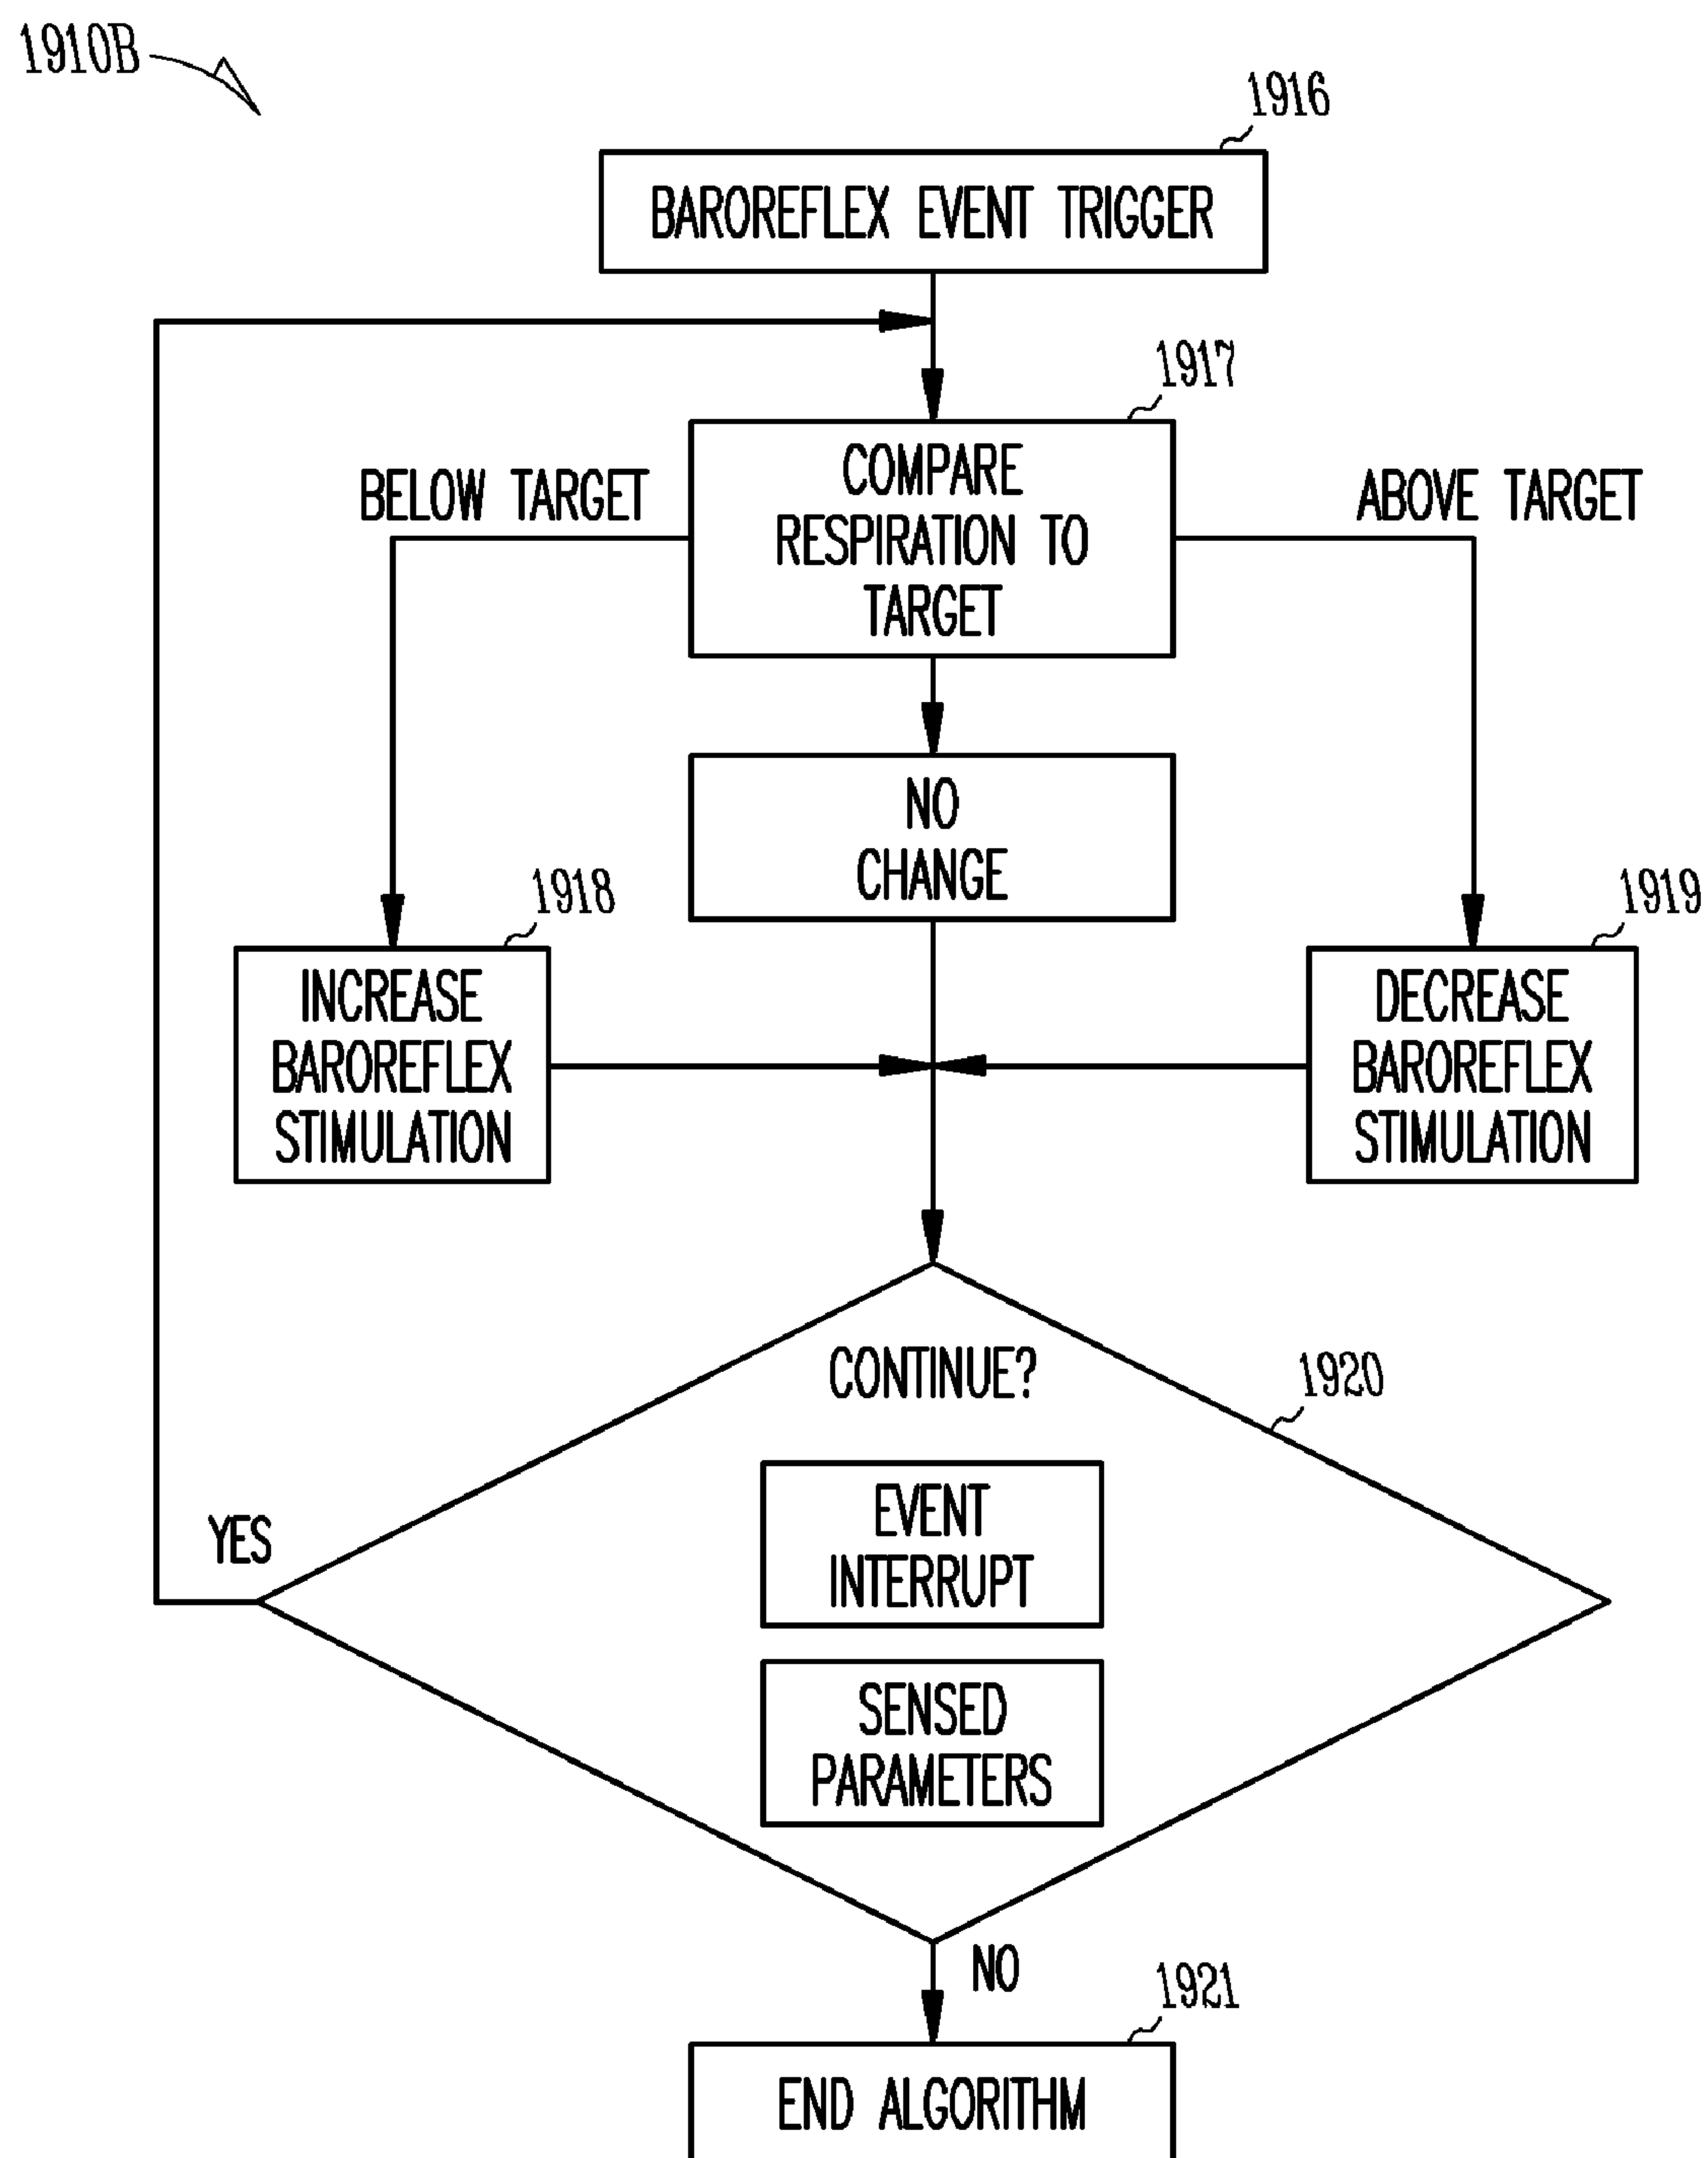 1910B
1916
BAROREFLEX EVENT TRIGGER
1917
COMPARE
RESPIRATION TO
TARGET
BELOW TARGET
ABOVE TARGET
NO
CHANGE
1918
INCREASE
BAROREFLEX
STIMULATION
1919
DECREASE
BAROREFLEX
STIMULATION
CONTINUE?
1920
EVENT
INTERRUPT
SENSED
PARAMETERS
YES
NO
1921
END ALGORITHM